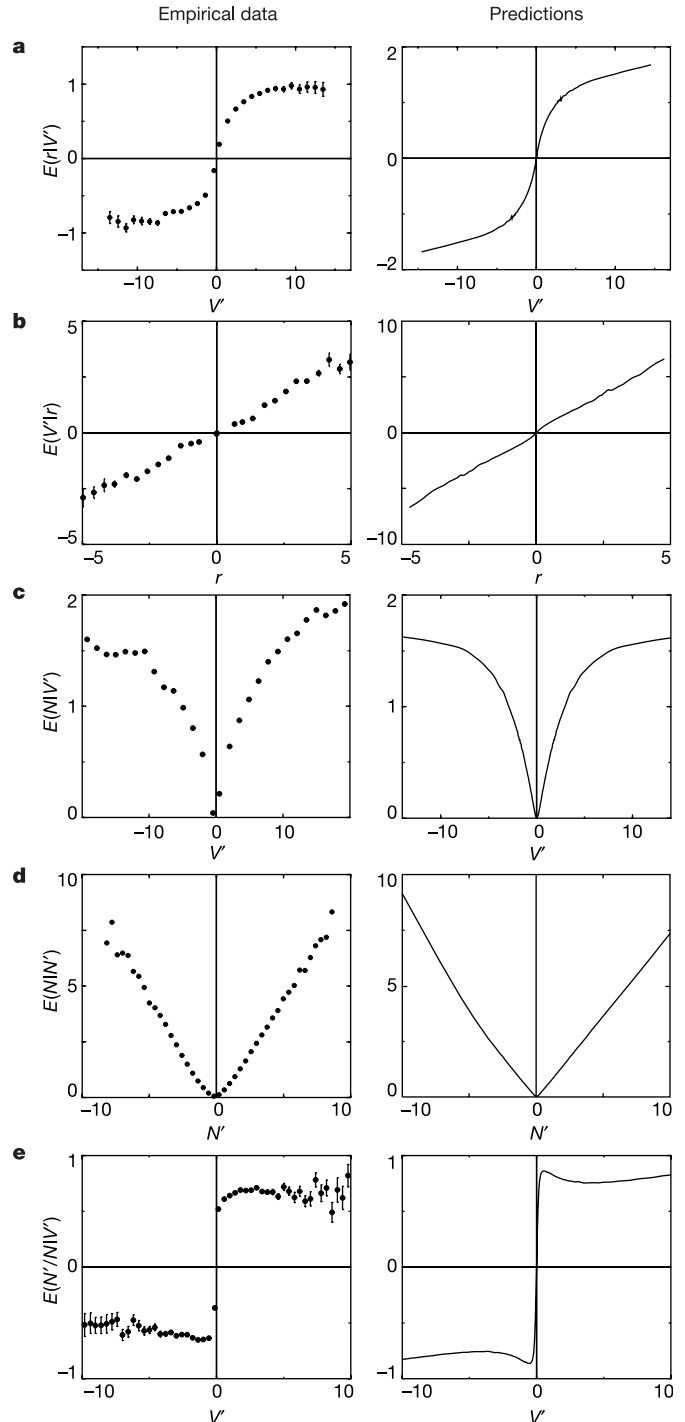 Empirical data
Predictions
a
E(r|V′)
1
0
−1
−10 0 10
V′
2
0
−2
−10 0 10
V′
b
E(V′|r)
5
0
−5
−5 0 5
r
10
0
−10
−5 0 5
r
c
E(N|V′)
2
1
0
−10 0 10
V′
2
1
0
−10 0 10
V′
d
E(N|N′)
10
5
0
−10 0 10
N′
10
5
0
−10 0 10
N′
e
E(N′/N|V′)
1
0
−1
−10 0 10
V′
1
0
−1
−10 0 10
V′